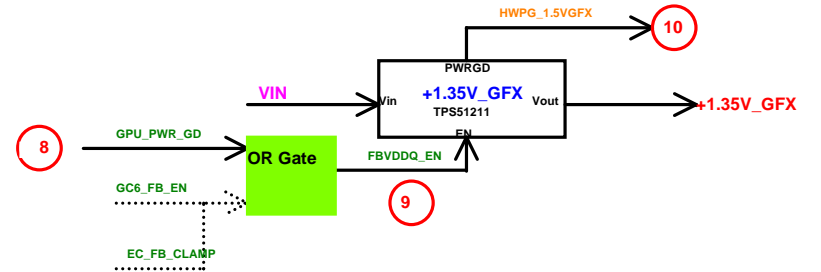 HWPG_1.5VGFX
10
PWRGD
VIN
Vin
+1.35V_GFX
Vout
+1.35V_GFX
TPS51211
EN
GPU_PWR_GD
8
OR Gate
FBVDDQ_EN
GC6_FB_EN
9
EC_FB_CLAMP